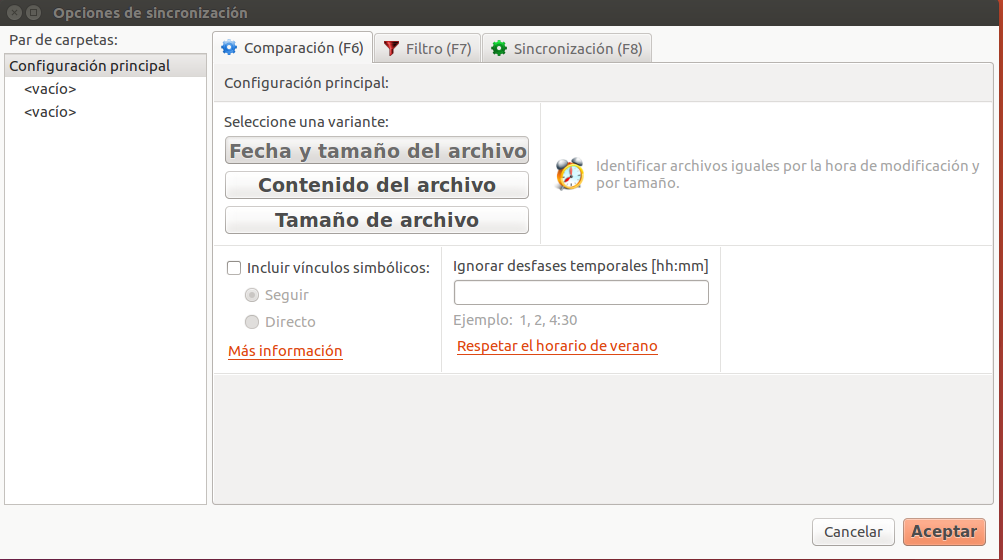 Opciones de sincronización
Par de carpetas:
Configuración principal
<vacío>
<vacío>
Comparación (F6)
Filtro (F7)
Sincronización (F8)
Configuración principal:
Seleccione una variante:
Fecha y tamaño del archivo
Contenido del archivo
Tamaño de archivo
Identificar archivos iguales por la hora de modificación y
por tamaño.
Incluir vínculos simbólicos:
Seguir
Directo
Más información
Ignorar desfases temporales [hh:mm]
Ejemplo: 1, 2, 4:30
Respetar el horario de verano
Cancelar
Aceptar